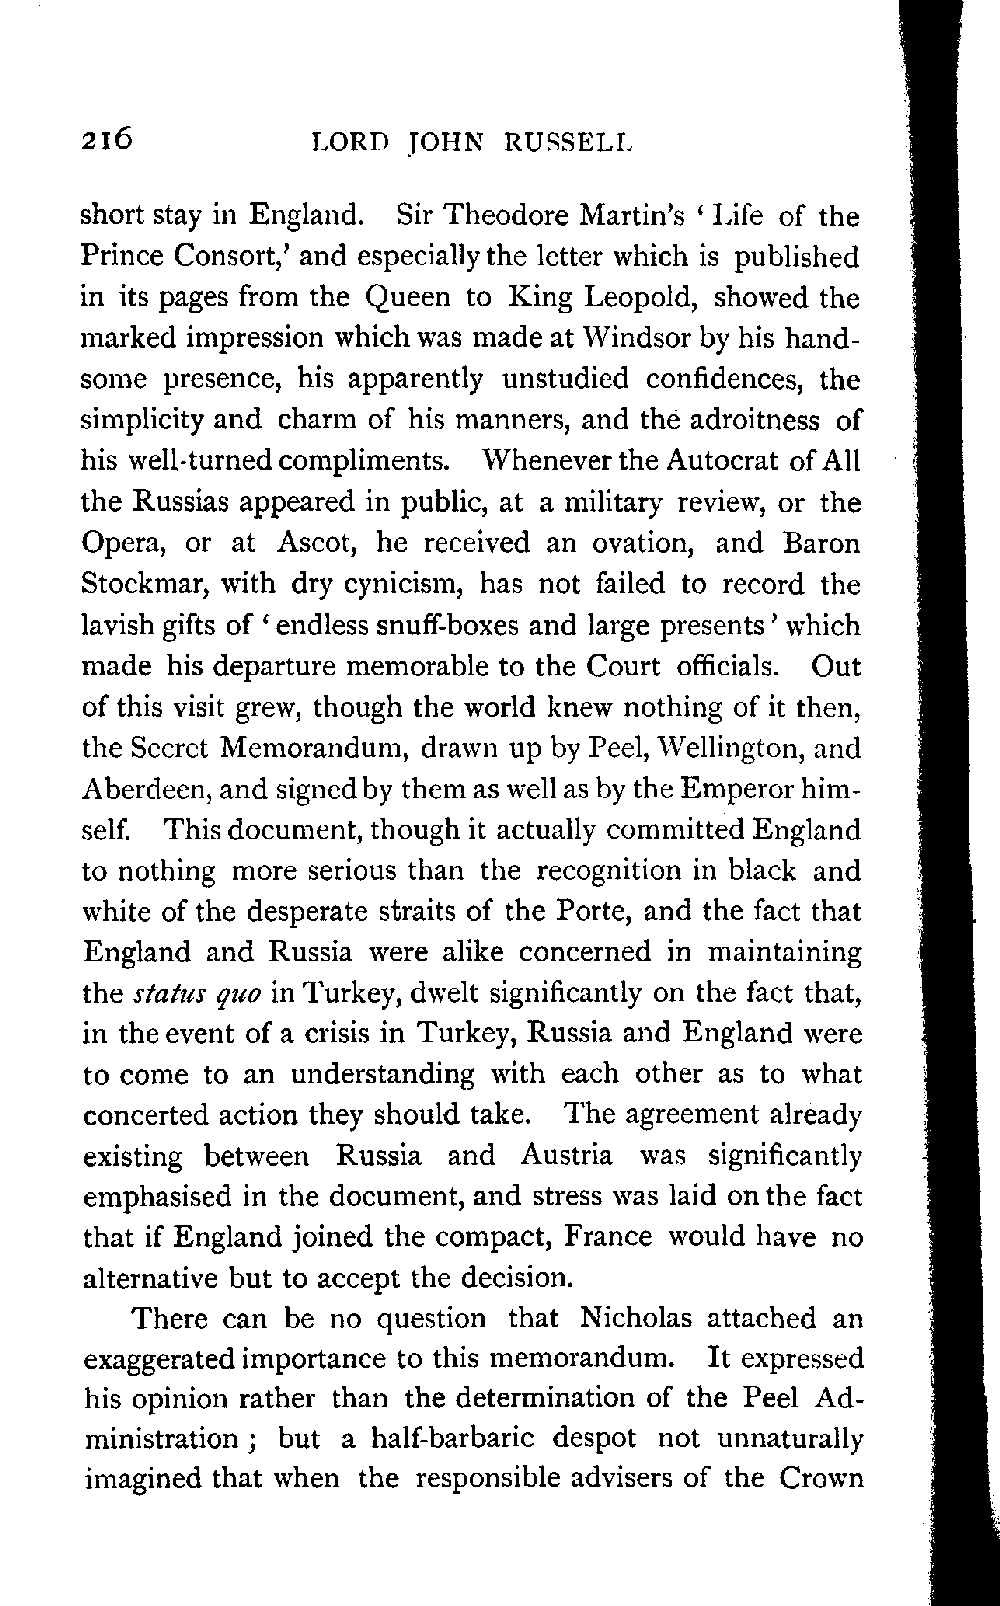 216 LORD JOHN RUSSELL
short stay in England. Sir Theodore Martin's ‘ Life of the
Prince Consort,’ and especially the letter which is published
in its pages from the Queen to King Leopold, showed the
marked impression which was made at Windsor by his hand-
some presence, his apparently unstudied confidences, the
simplicity and charm of his manners, and the adroitness of
his well-turned compliments. Whenever the Autocrat of All
the Russias appeared in public, at a military review, or the
Opera, or at Ascot, he received an ovation, and Baron
Stockmar, with dry cynicism, has not failed to record the
lavish gifts of ‘ endless snuff-boxes and large presents ’ which
made his departure memorable to the Court officials. Out
of this visit grew, though the world knew nothing of it then,
the Secret Memorandum, drawn up by Peel, Wellington, and
Aberdeen, and signed by them as well as by the Emperor him-
self. This document, though it actually committed England
to nothing more serious than the recognition in black and
white of the desperate straits of the Porte, and the fact that
England and Russia were alike concerned in maintaining
the status quo in Turkey, dwelt significantly on the fact that,
in the event of a crisis in Turkey, Russia and England were
to come to an understanding with each other as to what
concerted action they should take. The agreement already
existing between Russia and Austria was significantly
emphasised in the document, and stress was laid on the fact
that if England joined the compact, France would have no
alternative but to accept the decision.
There can be no question that Nicholas attached an
exaggerated importance to this memorandum. It expressed
his opinion rather than the determination of the Peel Ad-
ministration ; but a half-barbaric despot not unnaturally
imagined that when the responsible advisers of the Crown